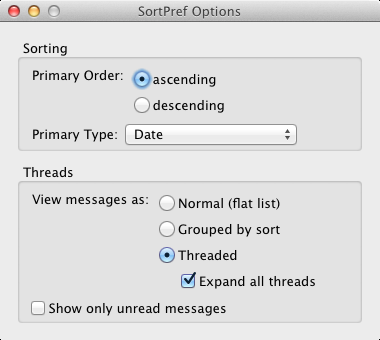 SortPref Options
Sorting
Primary Order: ascending
descending
Primary Type: Date
Threads
View messages as: Normal (flat list)
Grouped by sort
Threaded
Expand all threads
Show only unread messages